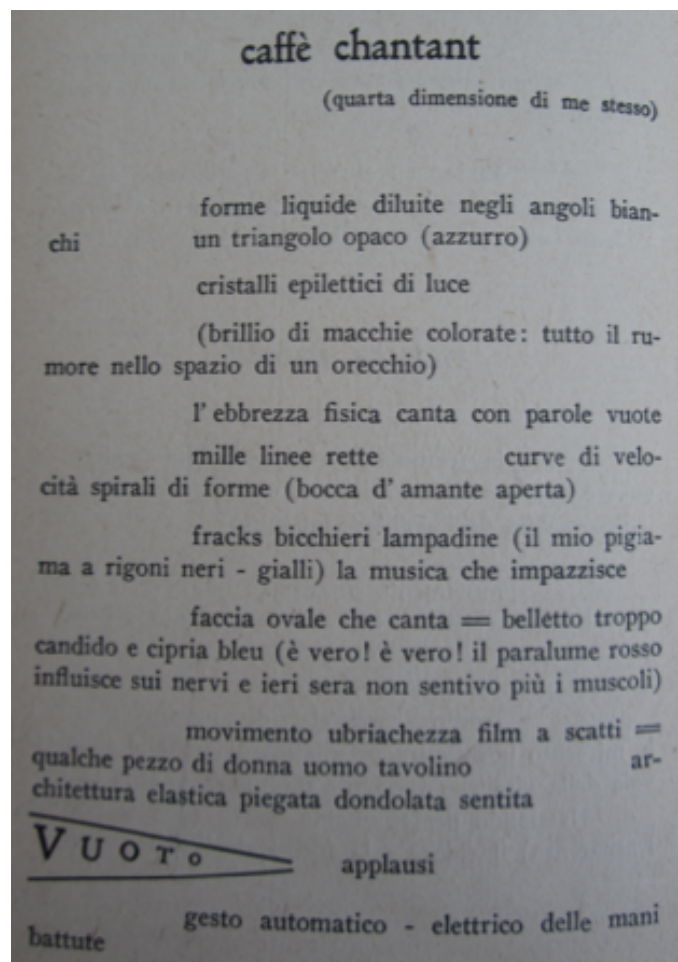 caffè chantant
(quarta dimensione di me stesso)
forme liquide diluite negli angoli bian-
chi un triangolo opaco (azzurro)
cristalli epilettici di luce
(brillio di macchie colorate: tutto il ru-
more nello spazio di un orecchio)
l' ebbrezza fisica canta con parole vuote
mille linee rette curve di velo-
cità spirali di forme (bocca d' amante aperta)
fracks bicchieri lampadine (il mio pigia-
ma a rigoni neri - gialli) la musica che impazzisce
faccia ovale che canta = belletto troppo
candido e cipria bleu (è vero! è vero! il paralume rosso
influisce sui nervi e ieri sera non sentivo più i muscoli)
movimento ubriachezza film a scatti =
qualche pezzo di donna uomo tavolino ar-
chitettura elastica piegata dondolata sentita
VUOTO applausi
gesto automatico - elettrico delle mani
battute